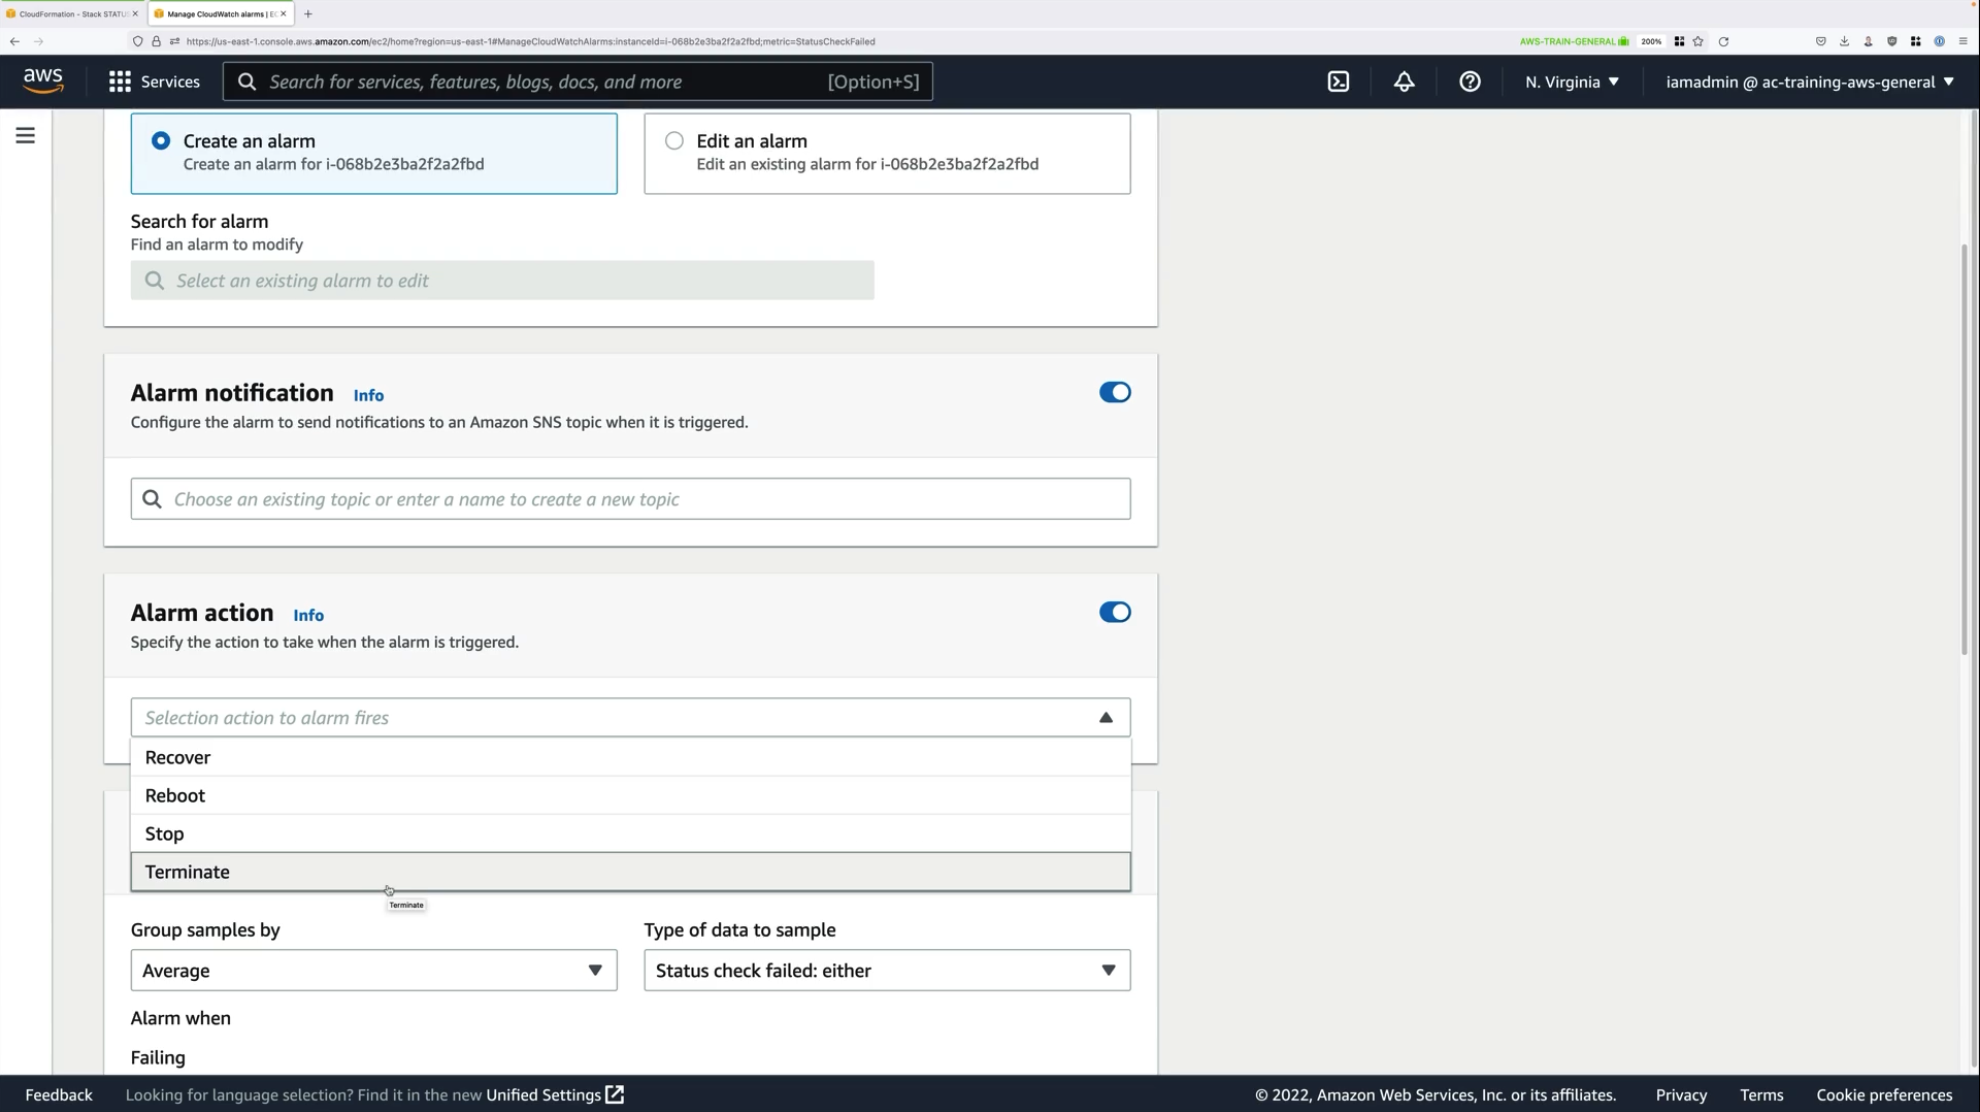 CloudFormation - Stack STATU
Manage CloudWatch alarms | EC
https://us-east-1.console.aws.amazon.com/ec2/home?region=us-east-1#ManageCloudWatchAlarms:instanceId=i-068b2e3ba2f2a2fbd;metric=StatusCheckFailed
AWS-TRAIN-GENERAL
200%
aws
Services
Search for services, features, blogs, docs, and more
[Option+S]
N. Virginia
iamadmin @ ac-training-aws-general
Create an alarm
Create an alarm for i-068b2e3ba2f2a2fbd
Edit an alarm
Edit an existing alarm for i-068b2e3ba2f2a2fbd
Search for alarm
Find an alarm to modify
Select an existing alarm to edit
Alarm notification Info
Configure the alarm to send notifications to an Amazon SNS topic when it is triggered.
Choose an existing topic or enter a name to create a new topic
Alarm action Info
Specify the action to take when the alarm is triggered.
Selection action to alarm fires
Recover
Reboot
Stop
Terminate
Terminate
Group samples by
Average
Type of data to sample
Status check failed: either
Alarm when
Failing
Feedback
Looking for language selection? Find it in the new Unified Settings
© 2022, Amazon Web Services, Inc. or its affiliates.
Privacy
Terms
Cookie preferences